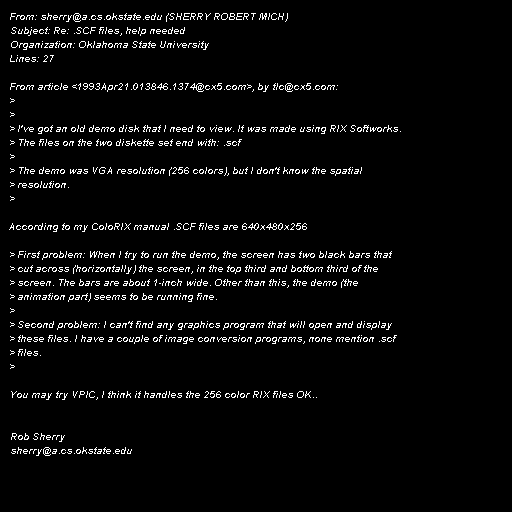 From: sherry@a.cs.okstate.edu (SHERRY ROBERT MICH)
Subject: Re: .SCF files, help needed
Organization: Oklahoma State University
Lines: 27

From article <1993Apr21.013846.1374@cx5.com>, by tlc@cx5.com:
>
>
> I've got an old demo disk that I need to view. It was made using RIX Softworks.
> The files on the two diskette set end with: .scf
>
> The demo was VGA resolution (256 colors), but I don't know the spatial
> resolution.
>

According to my ColoRIX manual .SCF files are 640x480x256

> First problem: When I try to run the demo, the screen has two black bars that
> cut across (horizontally) the screen, in the top third and bottom third of the
> screen. The bars are about 1-inch wide. Other than this, the demo (the
> animation part) seems to be running fine.
>
> Second problem: I can't find any graphics program that will open and display
> these files. I have a couple of image conversion programs, none mention .scf
> files.
>

You may try VPIC, I think it handles the 256 color RIX files OK..


Rob Sherry
sherry@a.cs.okstate.edu